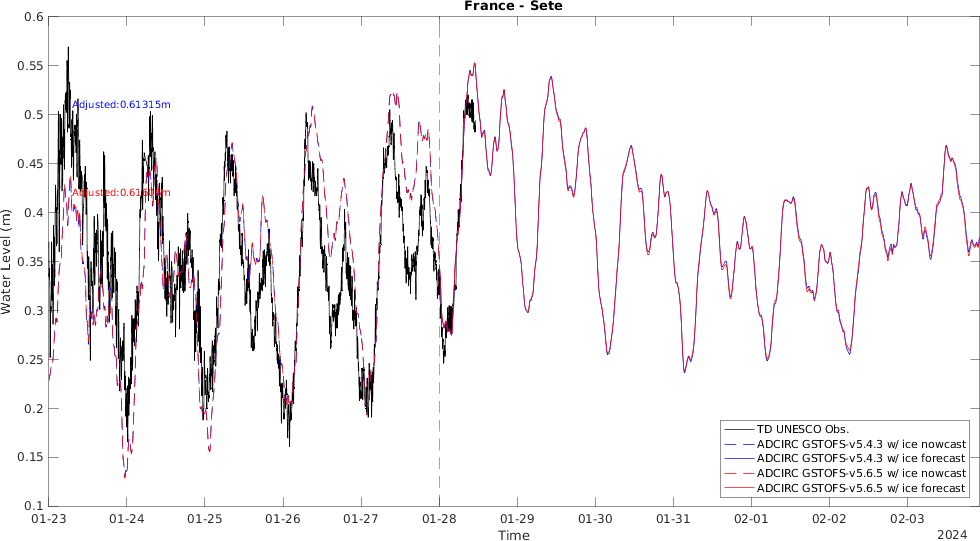 France - Sete
0.6
0.55
0.5
0.45
0.4
0.35
0.3
0.25
0.2
0.15
0.1
Water Level (m)
Adjusted:0.61315m
01-23
01-24
01-25
01-26
01-27
01-28
01-29
01-30
01-31
02-01
02-02
02-03
Time
2024
TD UNESCO Obs.
ADCIRC GSTOFS-v5.4.3 w/ ice nowcast
ADCIRC GSTOFS-v5.4.3 w/ ice forecast
ADCIRC GSTOFS-v5.6.5 w/ ice nowcast
ADCIRC GSTOFS-v5.6.5 w/ ice forecast